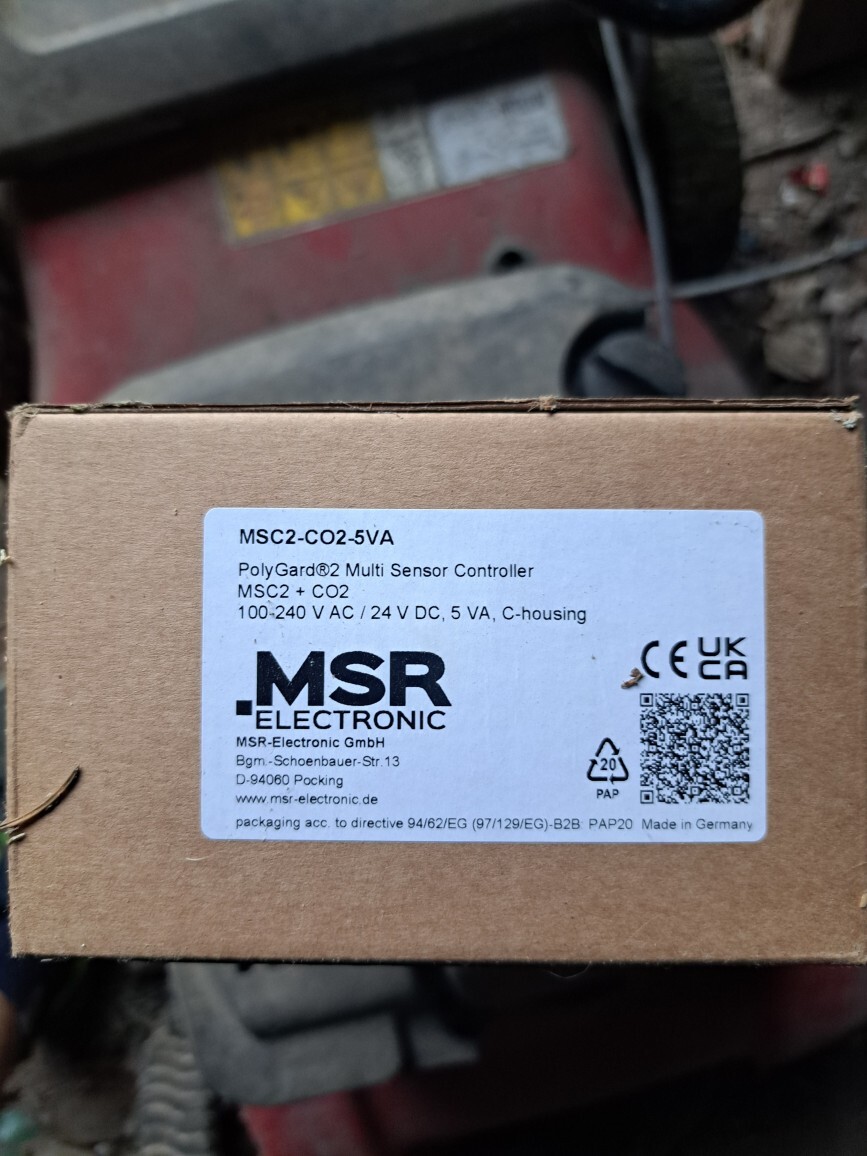 MSC2-CO2-5VA
PolyGard®2 Multi Sensor Controller
MSC2 + CO2
100-240 V AC / 24 V DC, 5 VA, C-housing
CE UK
CA
.MSR
ELECTRONIC
MSR-Electronic GmbH
Bgm.-Schoenbauer-Str.13
D-94060 Pocking
www.msr-electronic.de
20
PAP
packaging acc. to directive 94/62/EG (97/129/EG)-B2B: PAP20 Made in Germany